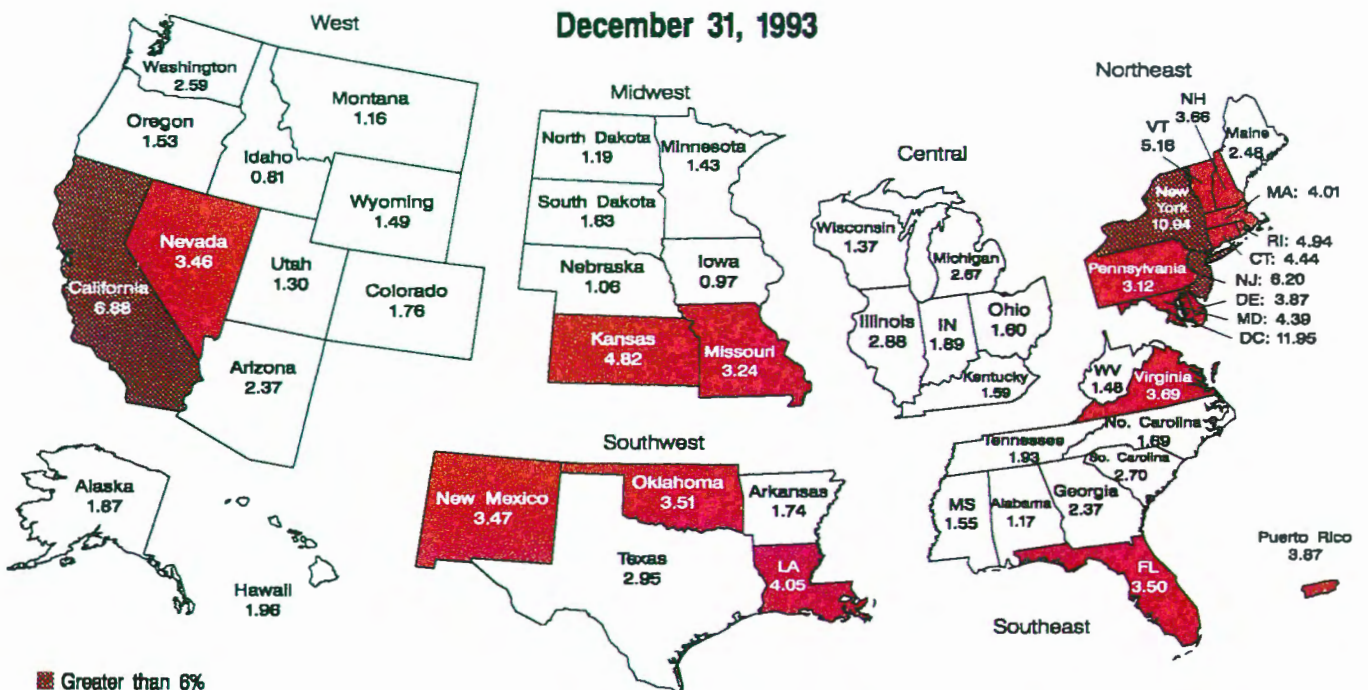 December 31, 1993
West
Washington
2.59
Montana
1.16
Oregon
1.53
Idaho
0.81
Wyoming
1.49
Nevada
3.46
Utah
1.30
Colorado
1.76
California
6.88
Arizona
2.37
Alaska
1.87
Hawaii
1.96
Midwest
North Dakota
1.19
Minnesota
1.43
South Dakota
1.63
Nebraska
1.06
Iowa
0.97
Kansas
4.82
Missouri
3.24
Southwest
New Mexico
3.47
Oklahoma
3.51
Arkansas
1.74
Texas
2.95
LA
4.05
Central
Wisconsin
1.37
Michigan
2.67
Illinois
2.88
IN
1.89
Ohio
1.60
Kentucky
1.59
Northeast
NH
3.66
VT
5.16
Maine
2.48
New
York
10.94
MA: 4.01
RI: 4.94
CT: 4.44
Pennsylvania
3.12
NJ: 6.20
DE: 3.87
MD: 4.39
DC: 11.95
WV
1.48
Virginia
3.69
No. Carolina
1.69
Tennessee
1.93
So. Carolina
2.70
MS
1.55
Alabama
1.17
Georgia
2.37
FL
3.50
Southeast
Puerto Rico
3.87
Greater than 6%